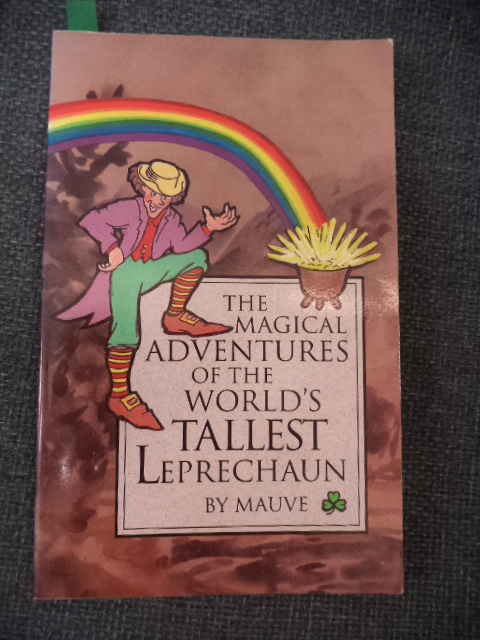 THE
MAGICAL
ADVENTURES
OF THE
WORLD'S
TALLEST
LEPRECHAUN
BY MAUVE